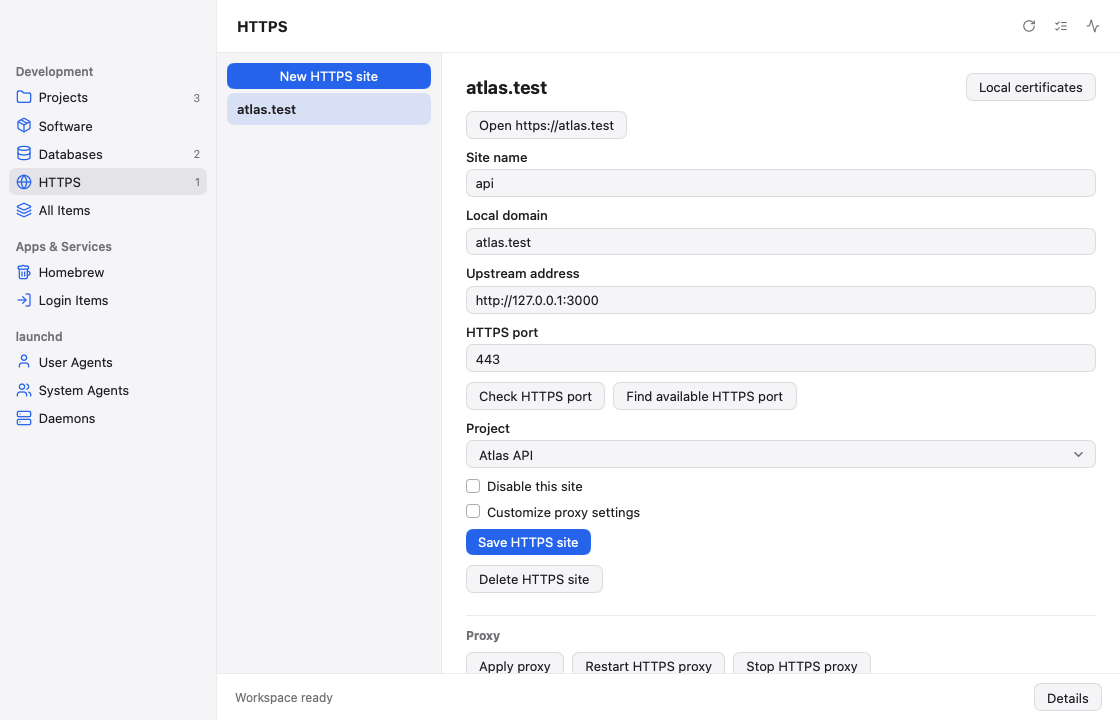 HTTPS
Development
Projects 3
Software
Databases 2
HTTPS 1
All Items
Apps & Services
Homebrew
Login Items
launchd
User Agents
System Agents
Daemons
New HTTPS site
atlas.test
atlas.test
Local certificates
Open https://atlas.test
Site name
api
Local domain
atlas.test
Upstream address
http://127.0.0.1:3000
HTTPS port
443
Check HTTPS port Find available HTTPS port
Project
Atlas API
Disable this site
Customize proxy settings
Save HTTPS site
Delete HTTPS site
Proxy
Apply proxy Restart HTTPS proxy Stop HTTPS proxy
Workspace ready
Details